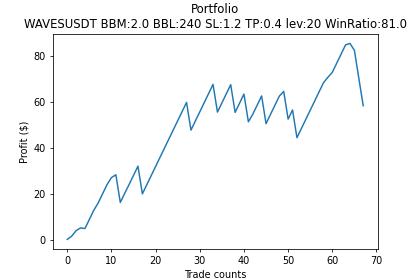 Portfolio
WAVESUSDT BBM:2.0 BBL:240 SL:1.2 TP:0.4 lev:20 WinRatio:81.0
80
60
40
20
0
Profit ($)
0 10 20 30 40 50 60 70
Trade counts